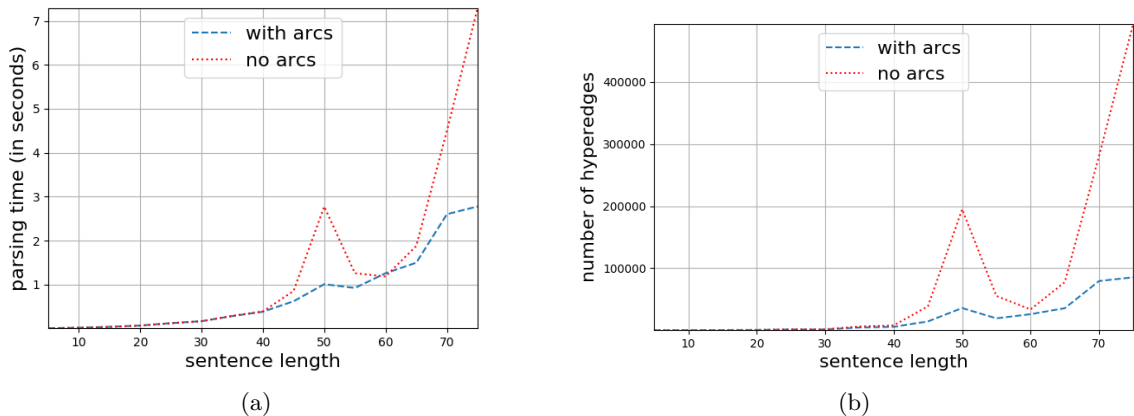 with arcs
no arcs
parsing time (in seconds)
7
6
5
4
3
2
1
10 20 30 40 50 60 70
sentence length
(a)
with arcs
no arcs
number of hyperedges
400000
300000
200000
100000
10 20 30 40 50 60 70
sentence length
(b)